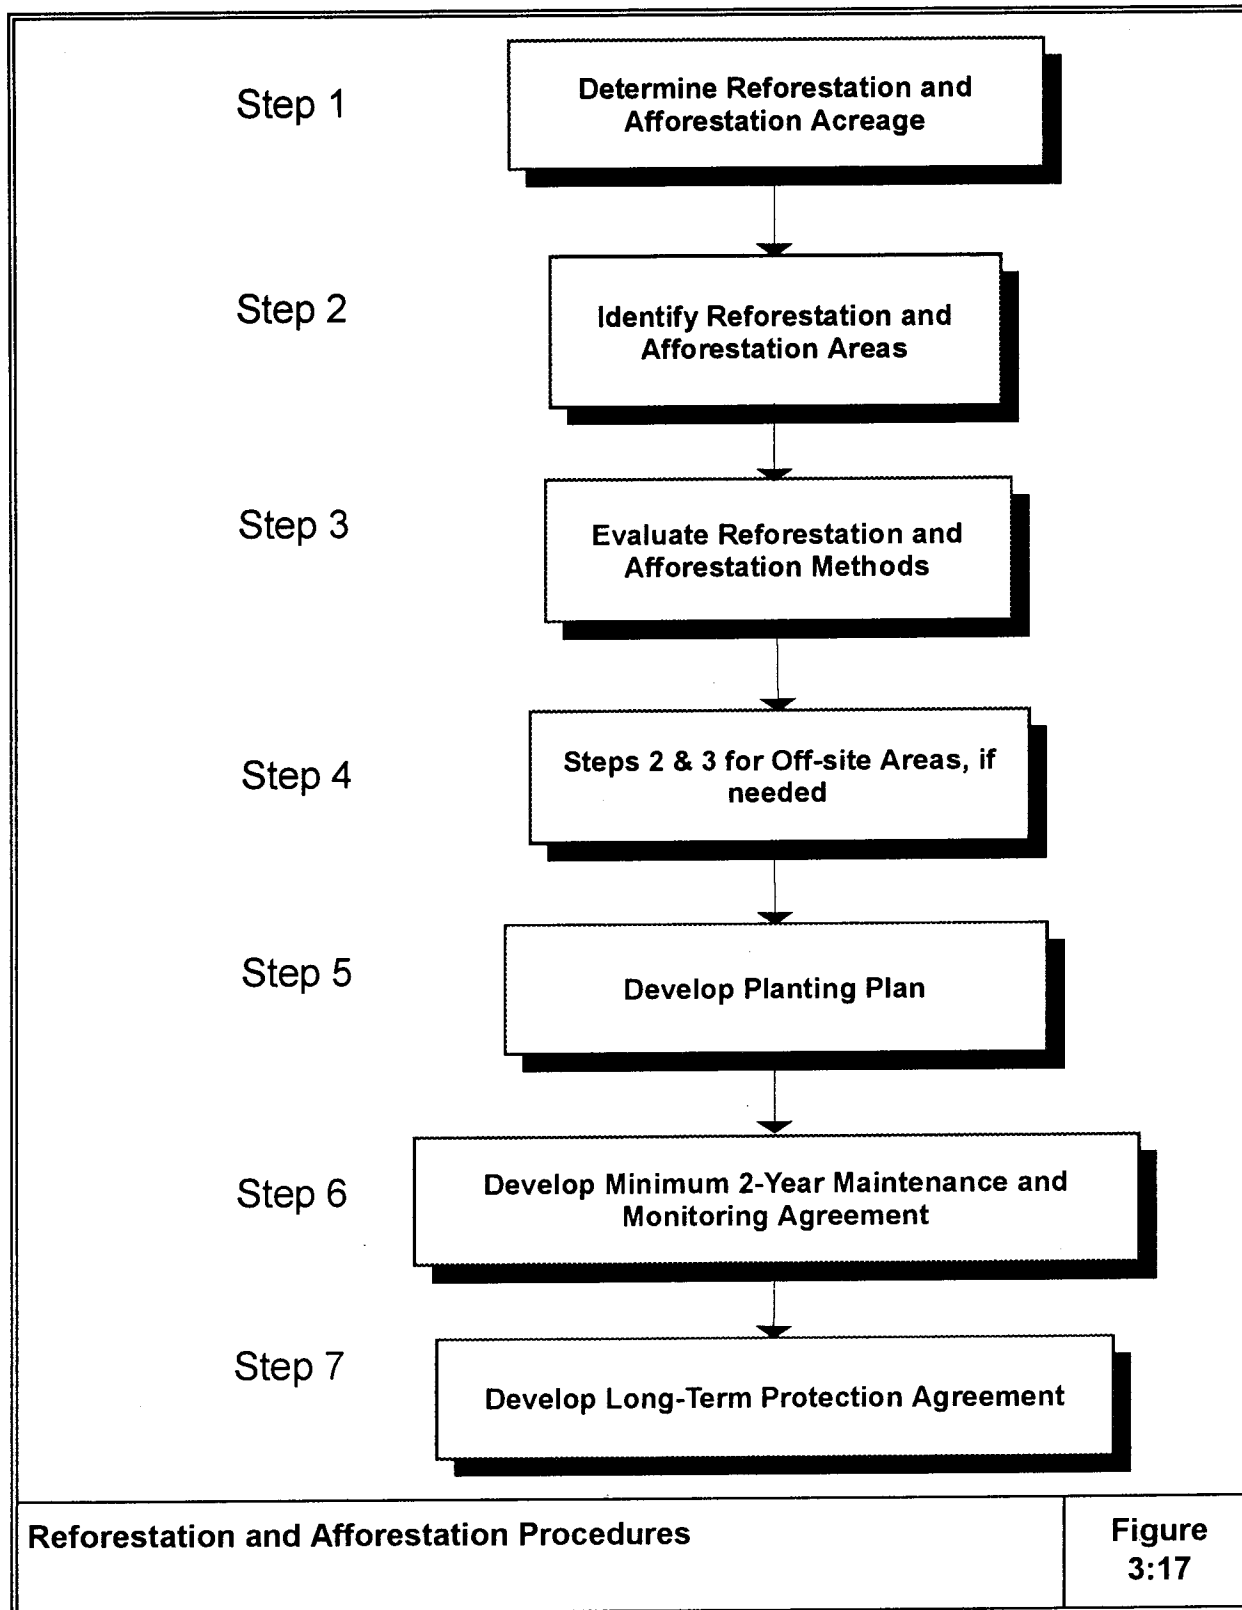 Step 1
Determine Reforestation and
Afforestation Acreage
Step 2
Identify Reforestation and
Afforestation Areas
Step 3
Evaluate Reforestation and
Afforestation Methods
Step 4
Steps 2 & 3 for Off-site Areas, if
needed
Step 5
Develop Planting Plan
Step 6
Develop Minimum 2-Year Maintenance and
Monitoring Agreement
Step 7
Develop Long-Term Protection Agreement
Reforestation and Afforestation Procedures
Figure
3:17